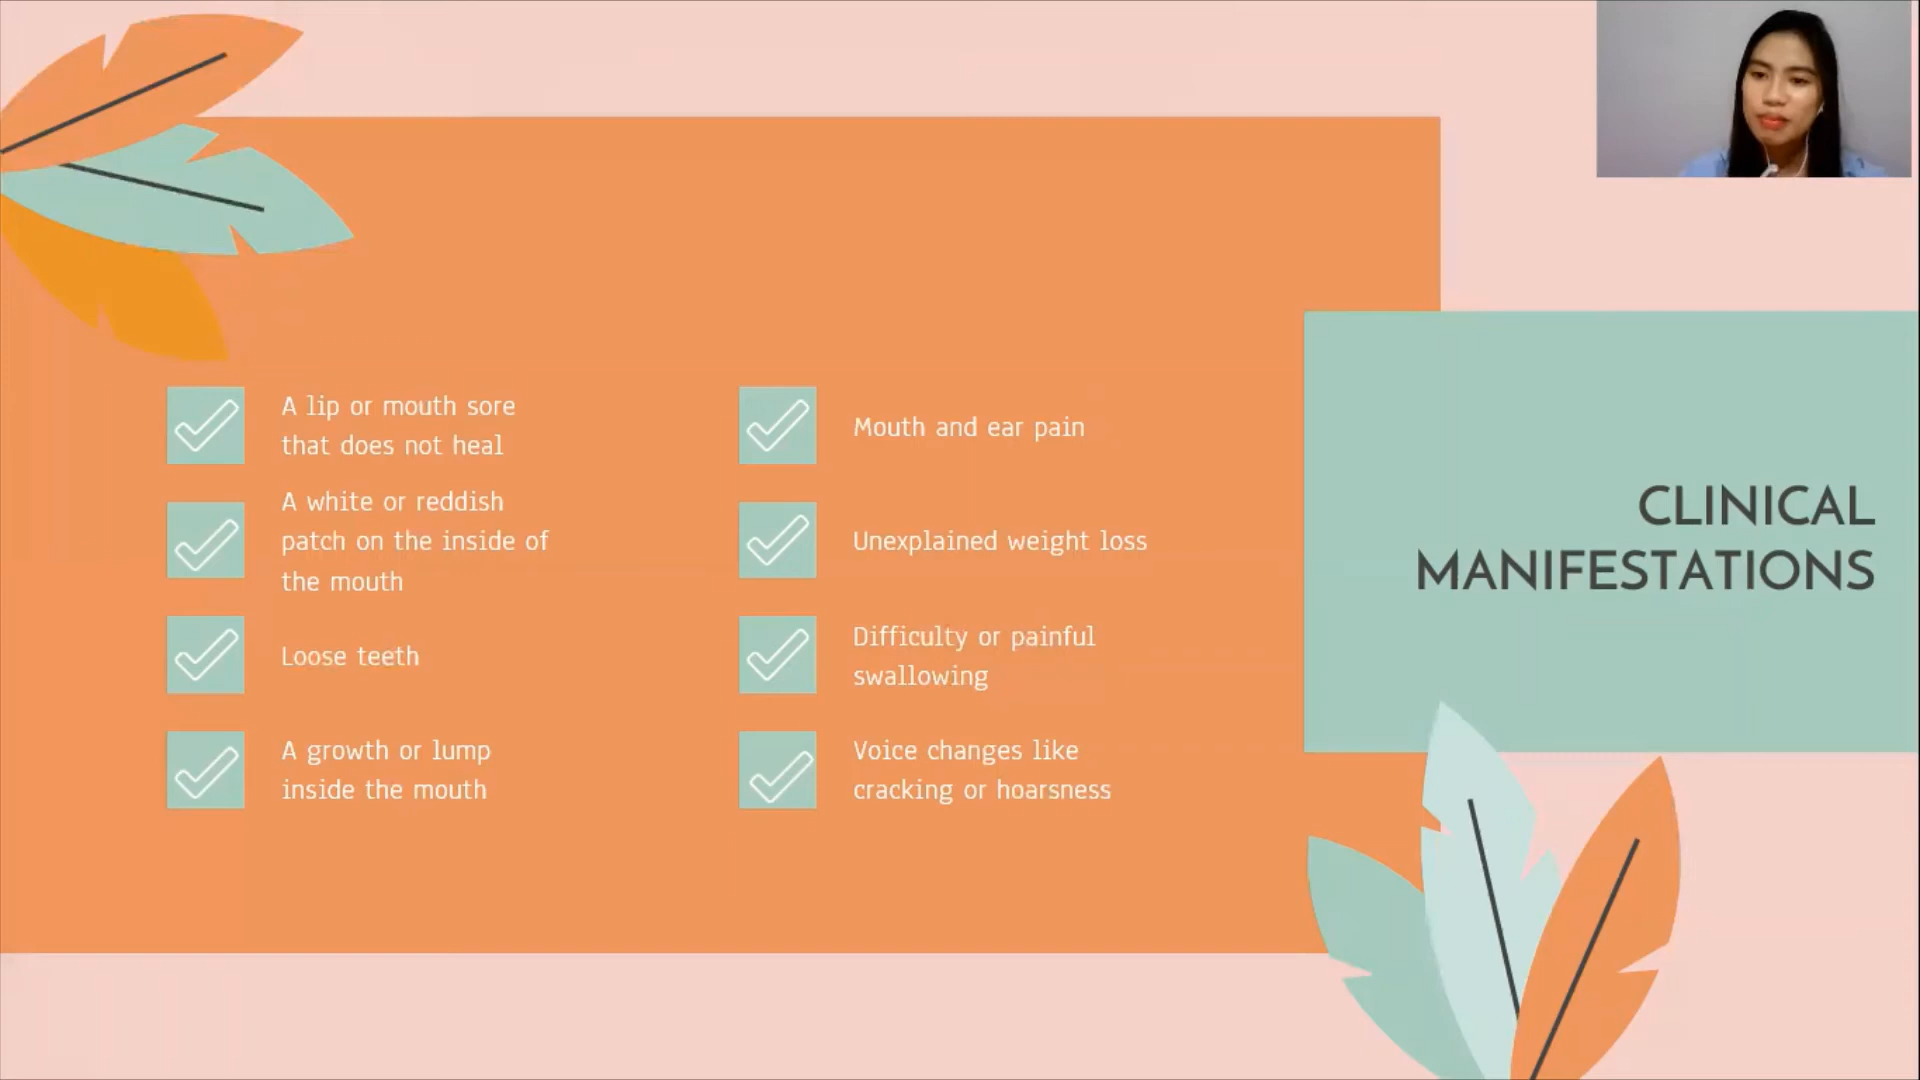 A lip or mouth sore
that does not heal
A white or reddish
patch on the inside of
the mouth
Loose teeth
A growth or lump
inside the mouth
Mouth and ear pain
Unexplained weight loss
Difficulty or painful
swallowing
Voice changes like
cracking or hoarsness
CLINICAL
MANIFESTATIONS